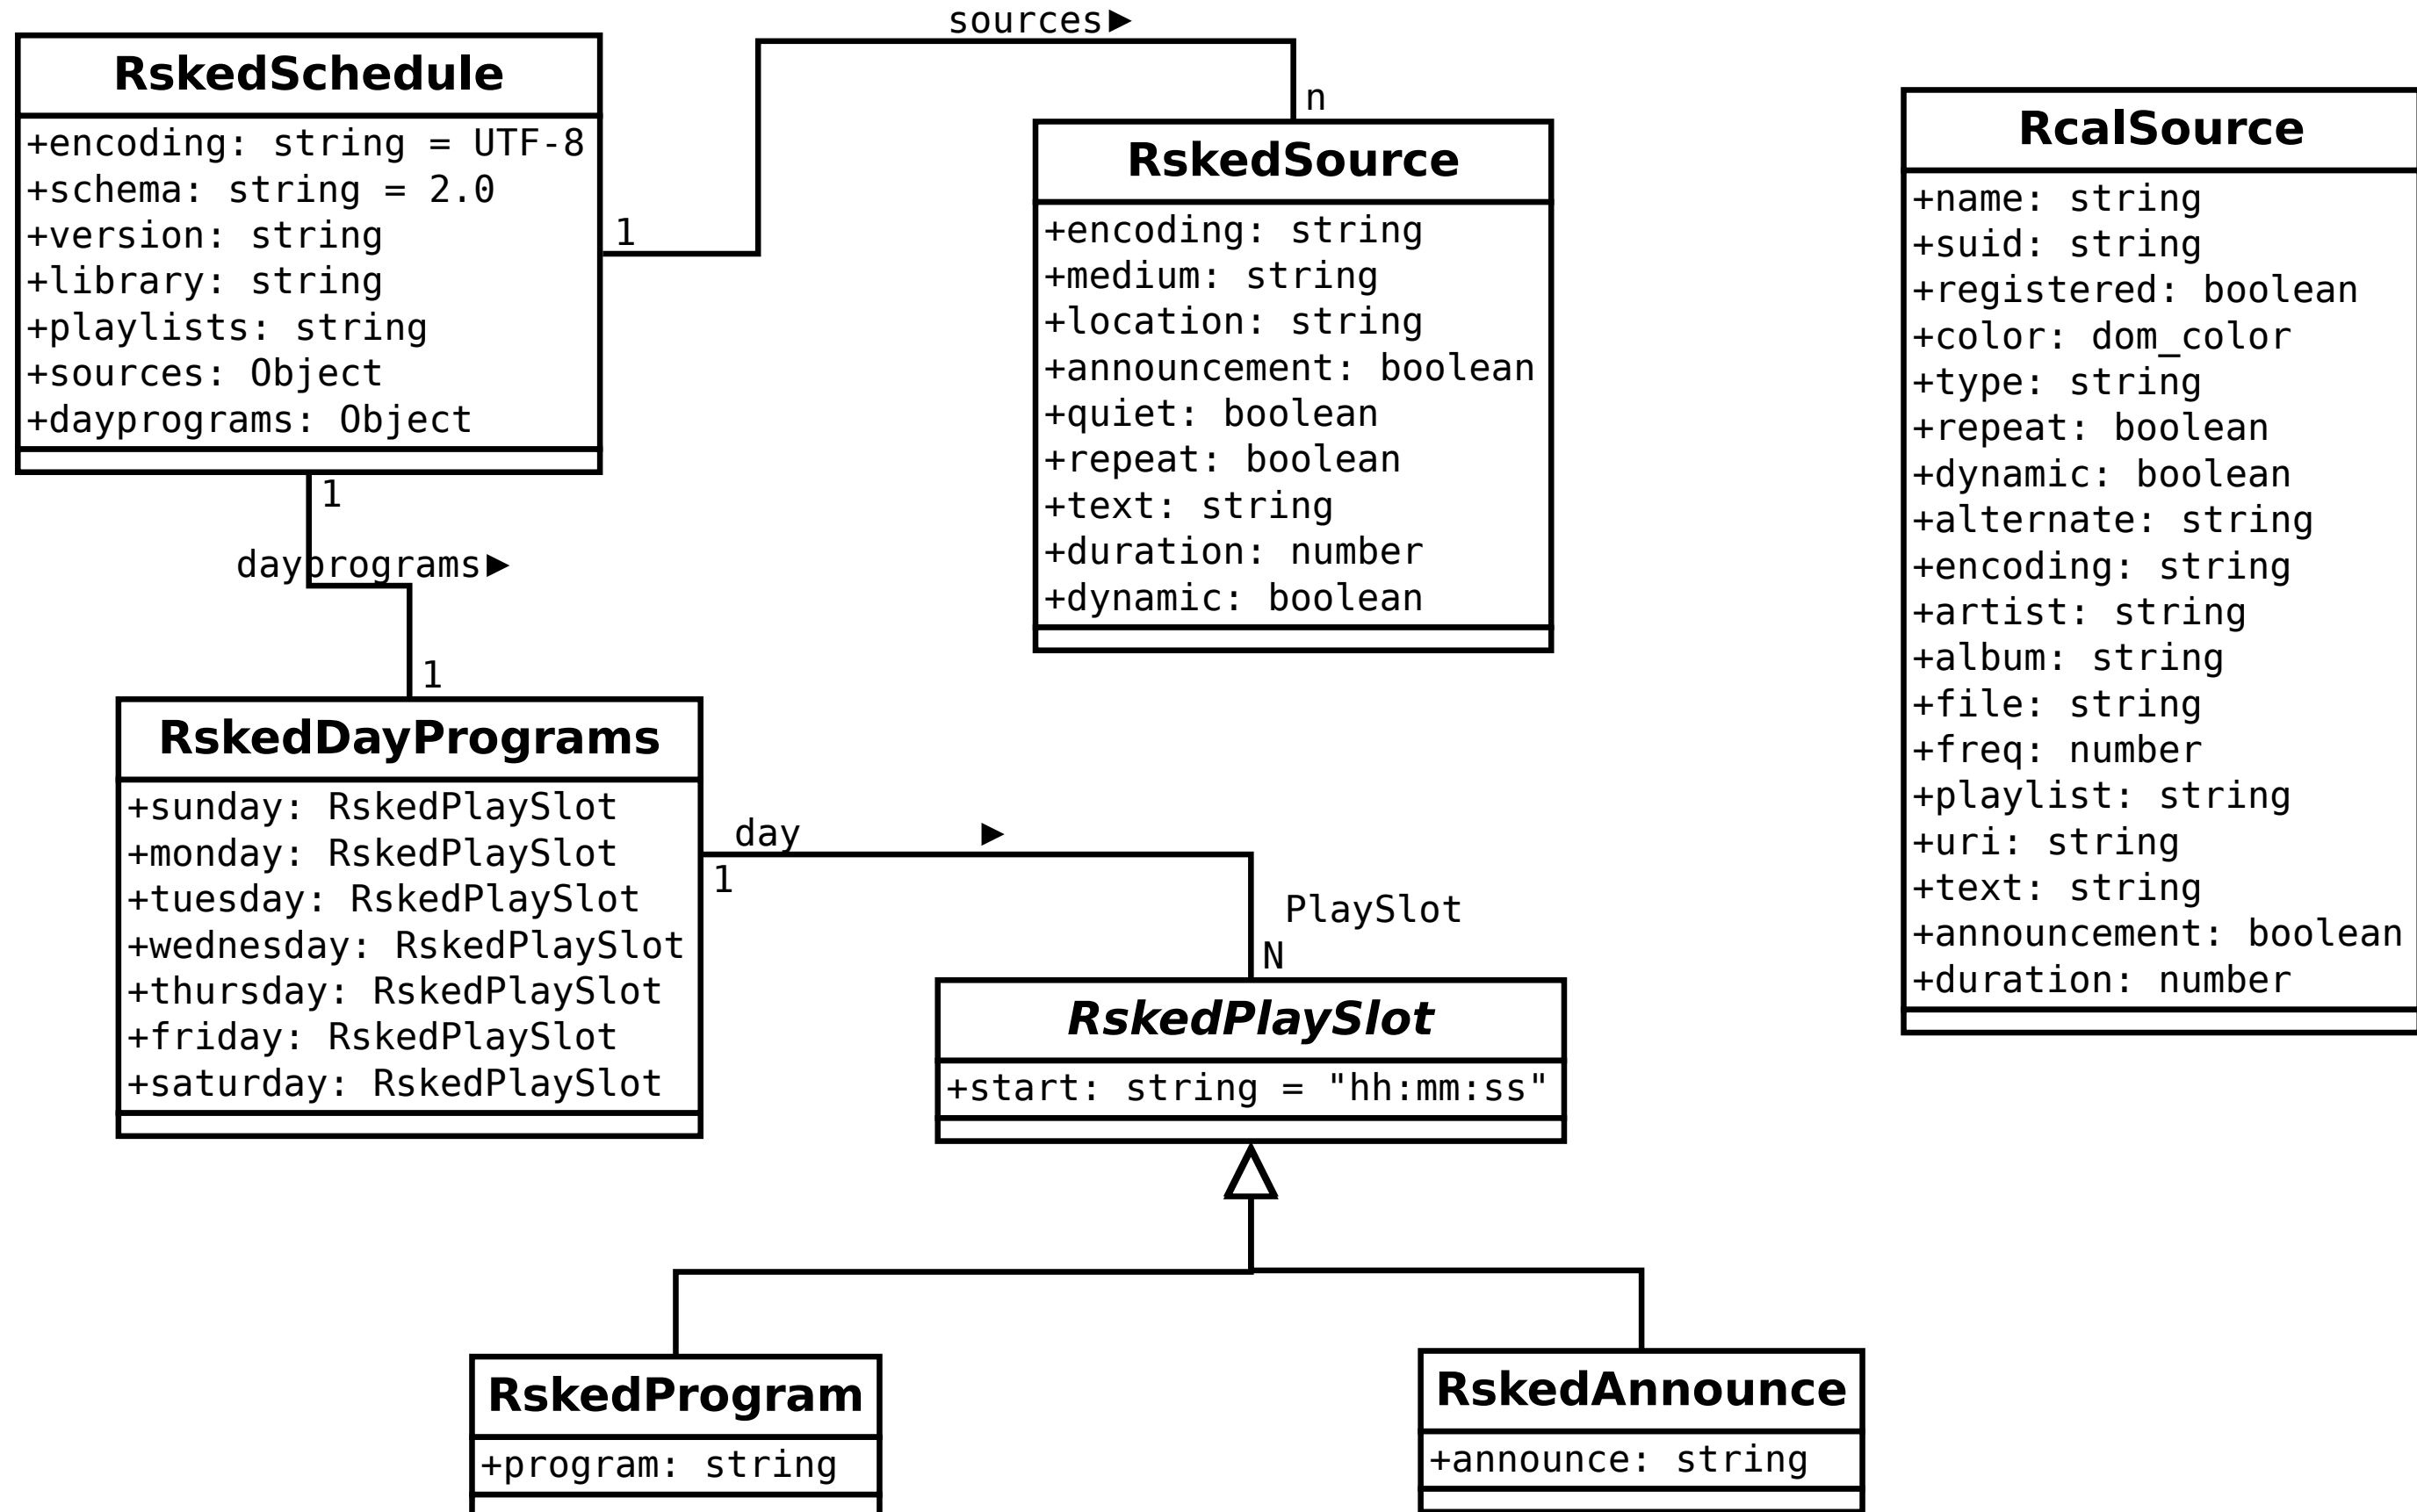 sources►
RskedSchedule
+encoding: string = UTF-8
+schema: string = 2.0
+version: string
+library: string
+playlists: string
+sources: Object
+dayprograms: Object
1
n
RskedSource
+encoding: string
+medium: string
+location: string
+announcement: boolean
+quiet: boolean
+repeat: boolean
+text: string
+duration: number
+dynamic: boolean
RcalSource
+name: string
+suid: string
+registered: boolean
+color: dom_color
+type: string
+repeat: boolean
+dynamic: boolean
+alternate: string
+encoding: string
+artist: string
+album: string
+file: string
+freq: number
+playlist: string
+uri: string
+text: string
+announcement: boolean
+duration: number
1
dayprograms►
1
RskedDayPrograms
+sunday: RskedPlaySlot
+monday: RskedPlaySlot
+tuesday: RskedPlaySlot
+wednesday: RskedPlaySlot
+thursday: RskedPlaySlot
+friday: RskedPlaySlot
+saturday: RskedPlaySlot
day ►
1
PlaySlot
N
RskedPlaySlot
+start: string = "hh:mm:ss"
RskedProgram
+program: string
RskedAnnounce
+announce: string